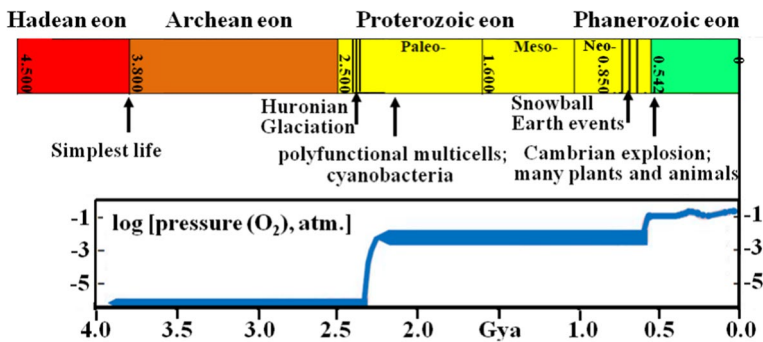 Hadean eon Archean eon Proterozoic eon Phanerozoic eon
4.500 3.800 2.500 Paleo- 1.600 Meso- Neo- 0.850 0.542 0
Huronian
Glaciation
Snowball
Earth events
Simplest life
polyfunctional multicells;
cyanobacteria
Cambrian explosion;
many plants and animals
log [pressure (O₂), atm.]
-1 -1
-3 -3
-5 -5
4.0 3.5 3.0 2.5 2.0 Gya 1.0 0.5 0.0